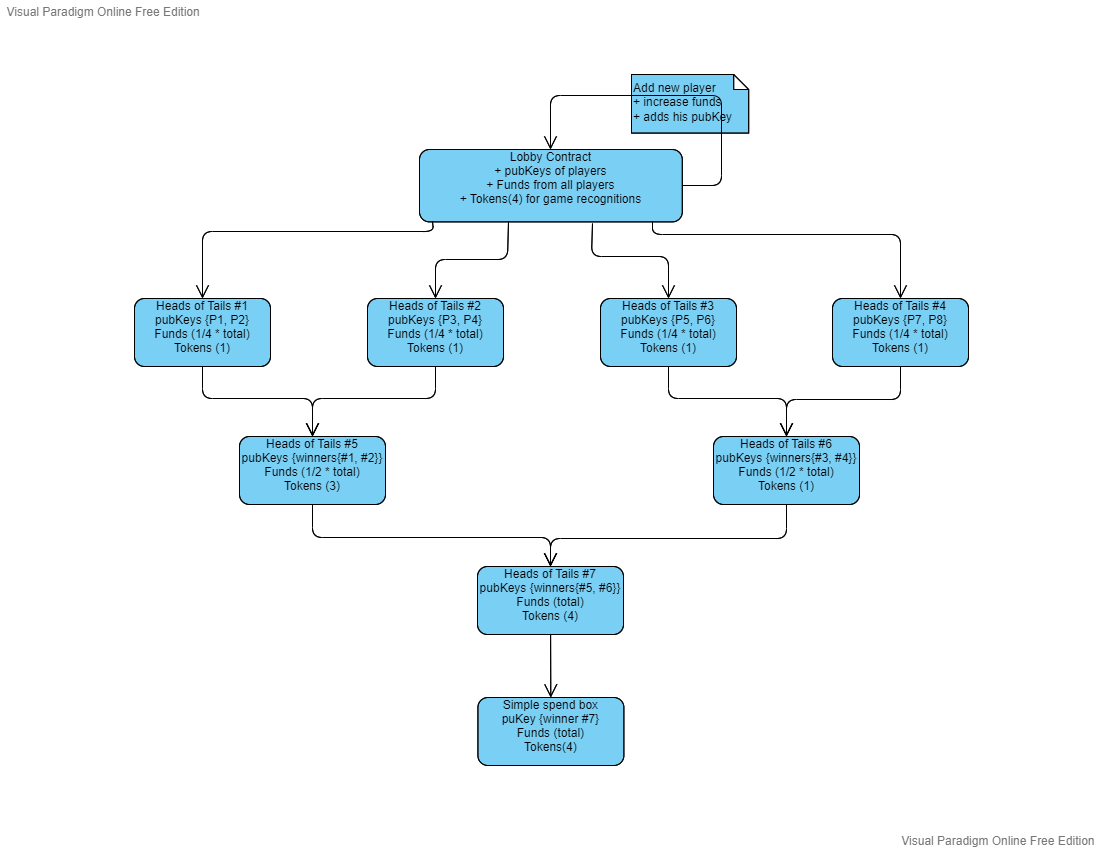 Visual Paradigm Online Free Edition
Add new player
+ increase funds
+ adds his pubKey
Lobby Contract
+ pubKeys of players
+ Funds from all players
+ Tokens(4) for game recognitions
Heads of Tails #1
pubKeys {P1, P2}
Funds (1/4 * total)
Tokens (1)
Heads of Tails #2
pubKeys {P3, P4}
Funds (1/4 * total)
Tokens (1)
Heads of Tails #3
pubKeys {P5, P6}
Funds (1/4 * total)
Tokens (1)
Heads of Tails #4
pubKeys {P7, P8}
Funds (1/4 * total)
Tokens (1)
Heads of Tails #5
pubKeys {winners{#1, #2}}
Funds (1/2 * total)
Tokens (3)
Heads of Tails #6
pubKeys {winners{#3, #4}}
Funds (1/2 * total)
Tokens (1)
Heads of Tails #7
pubKeys {winners{#5, #6}}
Funds (total)
Tokens (4)
Simple spend box
puKey {winner #7}
Funds (total)
Tokens(4)
Visual Paradigm Online Free Edition